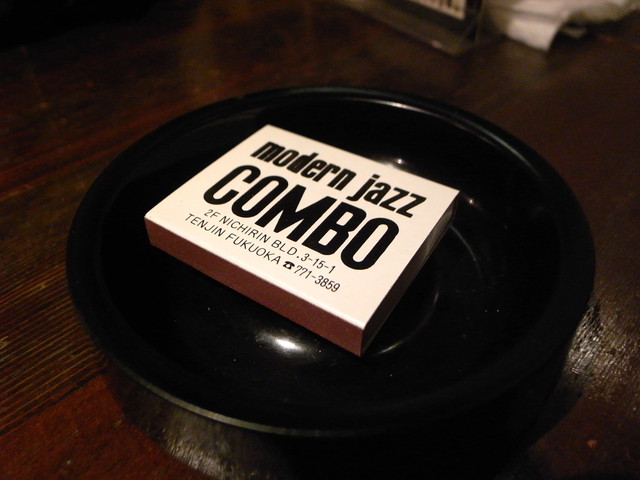 modern jazz
COMBO
2F NICHIRIN BLD.3-15-1
TENJIN FUKUOKA ☎771-3859